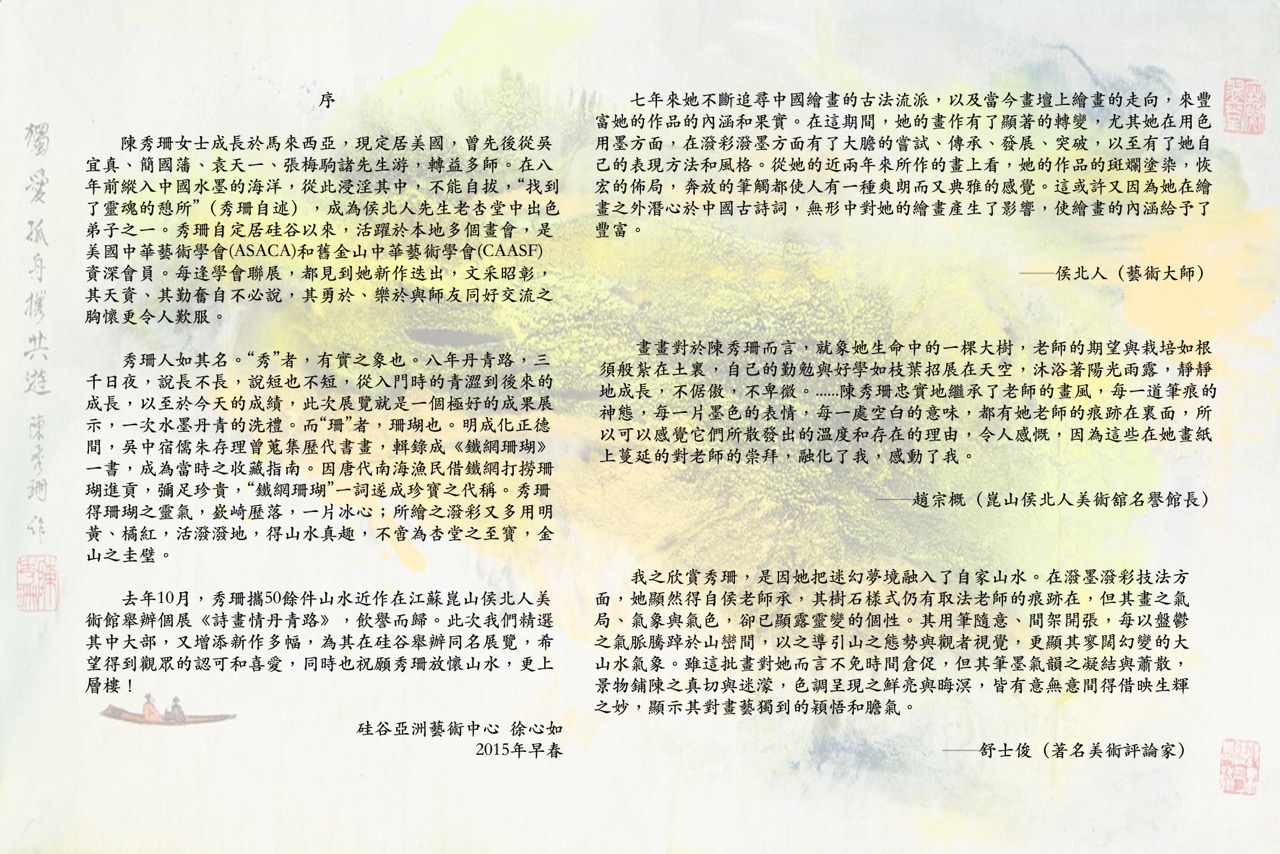 序
陳秀珊女士成長於馬來西亞，現定居美國，曾先後從吳
宜真、簡國藩、袁天一、張梅駒諸先生游，轉益多師。在八
年前縱入中國水墨的海洋，從此浸淫其中，不能自拔，“找到
了靈魂的憩所”（秀珊自述），成為侯北人先生老杏堂中出色
弟子之一。秀珊自定居硅谷以來，活躍於本地多個畫會，是
美國中華藝術學會(ASACA)和舊金山中華藝術學會(CAASF)
資深會員。每逢學會聯展，都見到她新作迭出，文采昭彰，
其天資、其勤奮自不必說，其勇於、樂於與師友同好交流之
胸懷更令人歎服。
秀珊人如其名。“秀”者，有實之象也。八年丹青路，三
千日夜，說長不長，說短也不短，從入門時的青澀到後來的
成長，以至於今天的成績，此次展覽就是一個極好的成果展
示，一次水墨丹青的洗禮。而“珊”者，珊瑚也。明成化正德
間，吳中宿儒朱存理曾蒐集歷代書畫，輯錄成《鐵網珊瑚》
一書，成為當時之收藏指南。因唐代南海漁民借鐵網打撈珊
瑚進貢，彌足珍貴，“鐵網珊瑚”一詞遂成珍寶之代稱。秀珊
得珊瑚之靈氣，嶔崎歷落，一片冰心；所繪之潑彩又多用明
黃、橘紅，活潑潑地，得山水真趣，不啻為杏堂之至寶，金
山之圭璧。
去年10月，秀珊攜50餘件山水近作在江蘇崑山侯北人美
術館舉辦個展《詩畫情丹青路》，飲譽而歸。此次我們精選
其中大部，又增添新作多幅，為其在硅谷舉辦同名展覽，希
望得到觀眾的認可和喜愛，同時也祝願秀珊放懷山水，更上
層樓！
硅谷亞洲藝術中心 徐心如
2015年早春
七年來她不斷追尋中國繪畫的古法流派，以及當今畫壇上繪畫的走向，來豐
富她的作品的內涵和果實。在這期間，她的畫作有了顯著的轉變，尤其她在用色
用墨方面，在潑彩潑墨方面有了大膽的嘗試、傳承、發展、突破，以至有了她自
己的表現方法和風格。從她的近兩年來所作的畫上看，她的作品的斑斕塗染，恢
宏的佈局，奔放的筆觸都使人有一種爽朗而又典雅的感覺。這或許又因為她在繪
畫之外潛心於中國古詩詞，無形中對她的繪畫產生了影響，使繪畫的內涵給予了
豐富。
——侯北人（藝術大師）
畫畫對於陳秀珊而言，就象她生命中的一棵大樹，老師的期望與栽培如根
須般紮在土裏，自己的勤勉與好學如枝葉招展在天空，沐浴著陽光雨露，靜靜
地成長，不倨傲，不卑微。......陳秀珊忠實地繼承了老師的畫風，每一道筆痕的
神態，每一片墨色的表情，每一處空白的意味，都有她老師的痕跡在裏面，所
以可以感覺它們所散發出的溫度和存在的理由，令人感慨，因為這些在她畫紙
上蔓延的對老師的崇拜，融化了我，感動了我。
——趙宗概（崑山侯北人美術舘名譽館長）
我之欣賞秀珊，是因她把迷幻夢境融入了自家山水。在潑墨潑彩技法方
面，她顯然得自侯老師承，其樹石樣式仍有取法老師的痕跡在，但其畫之氣
局、氣象與氣色，卻已顯露靈變的個性。其用筆隨意、間架開張，每以盤鬱
之氣脈騰踔於山巒間，以之導引山之態勢與觀者視覺，更顯其寥闊幻變的大
山水氣象。雖這批畫對她而言不免時間倉促，但其筆墨氣韻之凝結與蕭散，
景物鋪陳之真切與迷濛，色調呈現之鮮亮與晦溟，皆有意無意間得借映生輝
之妙，顯示其對畫藝獨到的穎悟和膽氣。
——舒士俊（著名美術評論家）
獨愛孤舟攜共遊 陳秀珊作